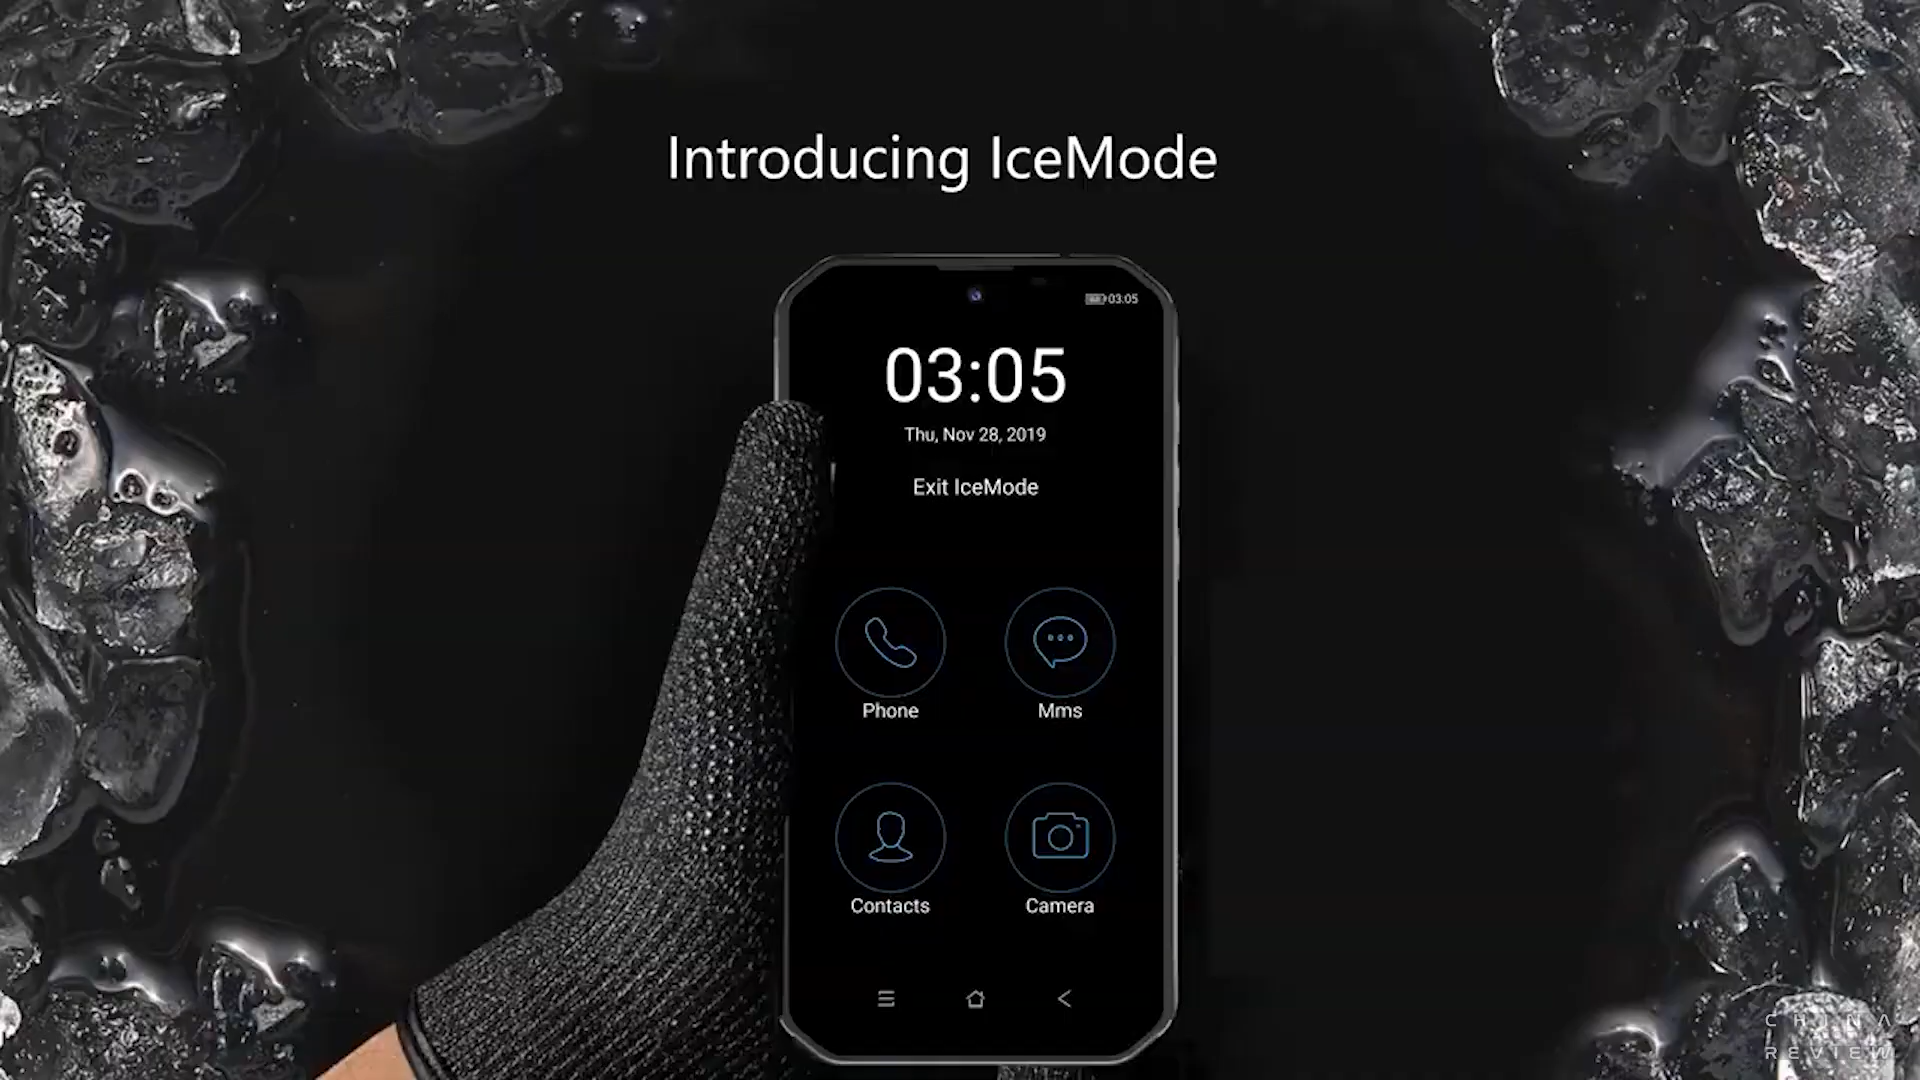 Introducing IceMode
03:05
03:05
Thu, Nov 28, 2019
Exit IceMode
Phone
Mms
Contacts
Camera
CHINA
REVIEW